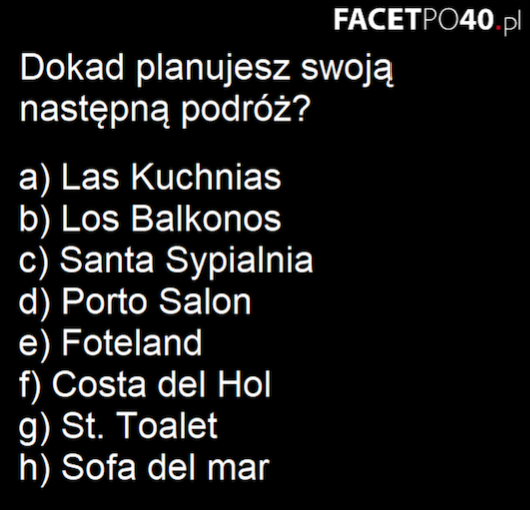 FACETPO40.pl
Dokad planujesz swoją
następną podróż?
a) Las Kuchnias
b) Los Balkonos
c) Santa Sypialnia
d) Porto Salon
e) Foteland
f) Costa del Hol
g) St. Toalet
h) Sofa del mar